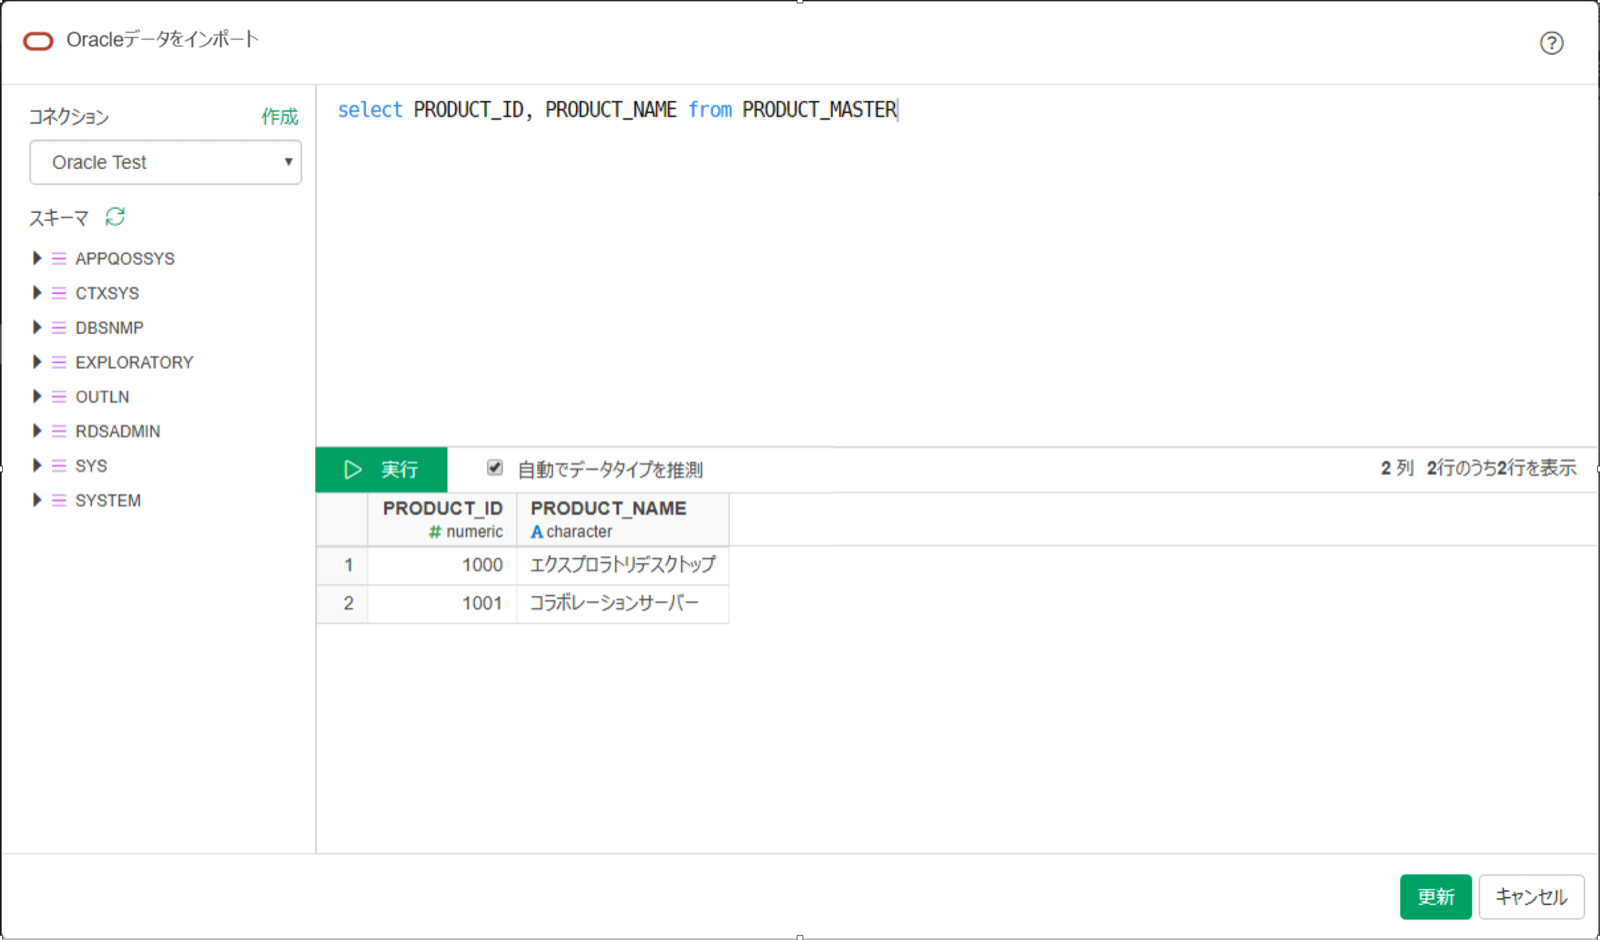 Oracleデータをインポート
?
コネクション 作成
Oracle Test
スキーマ
APPQOSSYS
CTXSYS
DBSNMP
EXPLORATORY
OUTLN
RDSADMIN
SYS
SYSTEM
select PRODUCT_ID, PRODUCT_NAME from PRODUCT_MASTER
実行 自動でデータタイプを推測 2 列 2行のうち2行を表示
PRODUCT_ID PRODUCT_NAME
# numeric A character
1 1000 エクスプロラトリデスクトップ
2 1001 コラボレーションサーバー
更新 キャンセル